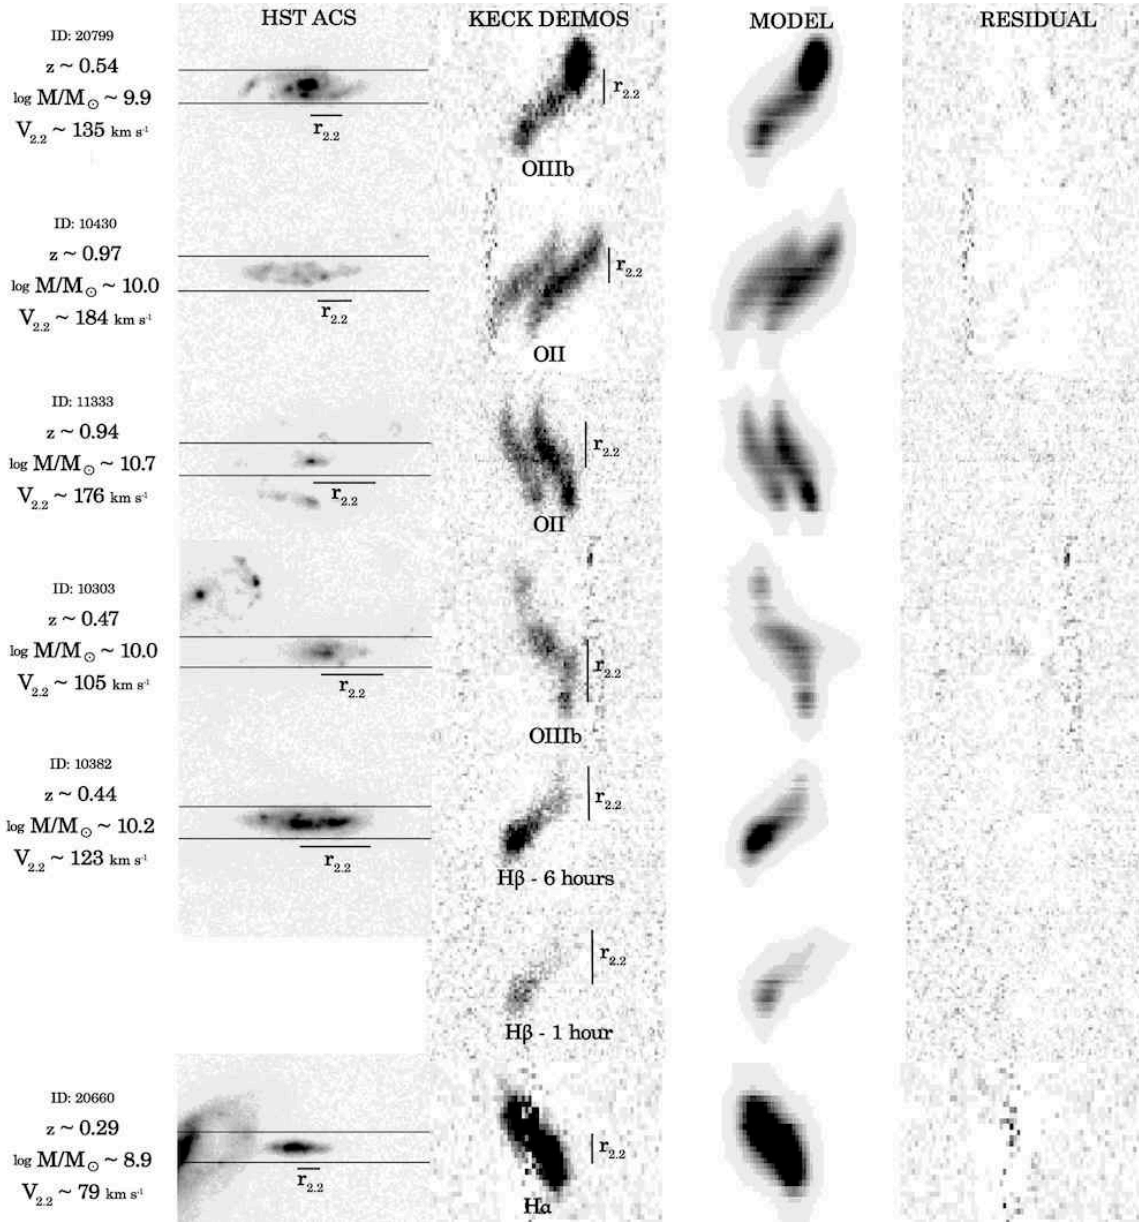 HST ACS KECK DEIMOS MODEL RESIDUAL
ID: 20799
z ~ 0.54
log M/M☉ ~ 9.9
V2.2 ~ 135 km s-1
r2.2
r2.2
OIIIb
ID: 10430
z ~ 0.97
log M/M☉ ~ 10.0
V2.2 ~ 184 km s-1
r2.2
r2.2
OII
ID: 11333
z ~ 0.94
log M/M☉ ~ 10.7
V2.2 ~ 176 km s-1
r2.2
r2.2
OII
ID: 10303
z ~ 0.47
log M/M☉ ~ 10.0
V2.2 ~ 105 km s-1
r2.2
r2.2
OIIIb
ID: 10382
z ~ 0.44
log M/M☉ ~ 10.2
V2.2 ~ 123 km s-1
r2.2
r2.2
Hβ - 6 hours
r2.2
Hβ - 1 hour
ID: 20660
z ~ 0.29
log M/M☉ ~ 8.9
V2.2 ~ 79 km s-1
r2.2
r2.2
Hα